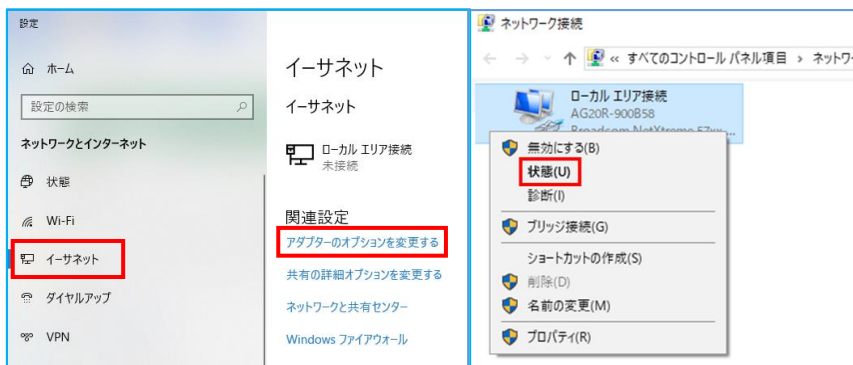 設定
ホーム
設定の検索
ネットワークとインターネット
状態
Wi-Fi
イーサネット
ダイヤルアップ
VPN
イーサネット
イーサネット
ローカル エリア接続
未接続
関連設定
アダプターのオプションを変更する
共有の詳細オプションを変更する
ネットワークと共有センター
Windows ファイアウォール
ネットワーク接続
« すべてのコントロール パネル項目 › ネットワ
ローカル エリア接続
AG20R-900B58
Broadcom NetXtreme 57xx ...
無効にする(B)
状態(U)
診断(I)
ブリッジ接続(G)
ショートカットの作成(S)
削除(D)
名前の変更(M)
プロパティ(R)